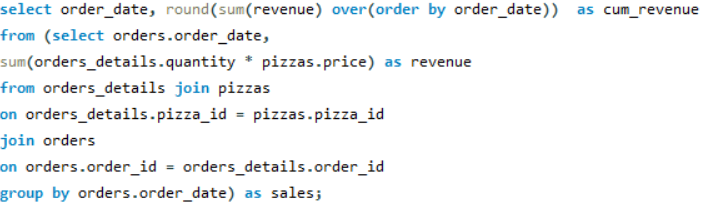 select order_date, round(sum(revenue) over(order by order_date))  as cum_revenue
from (select orders.order_date,
sum(orders_details.quantity * pizzas.price) as revenue
from orders_details join pizzas
on orders_details.pizza_id = pizzas.pizza_id
join orders
on orders.order_id = orders_details.order_id
group by orders.order_date) as sales;